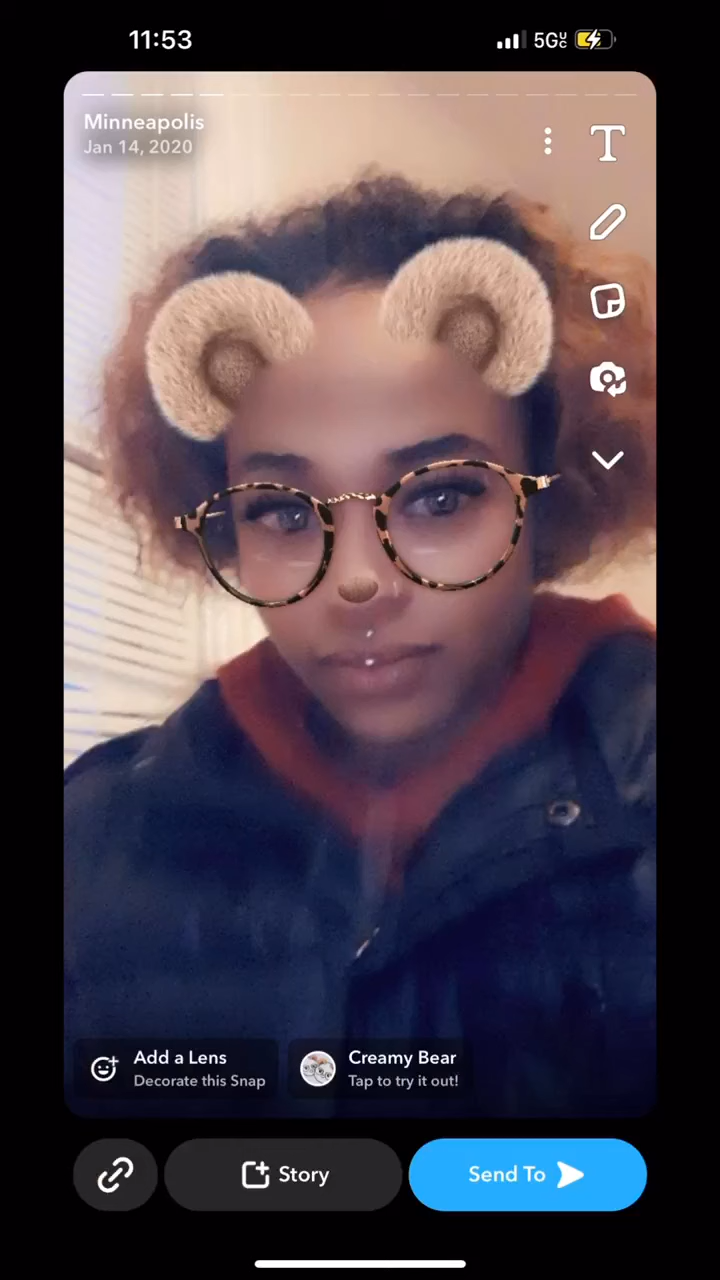 11:53
5GUC
Minneapolis
Jan 14, 2020
T
Add a Lens
Decorate this Snap
Creamy Bear
Tap to try it out!
Story
Send To